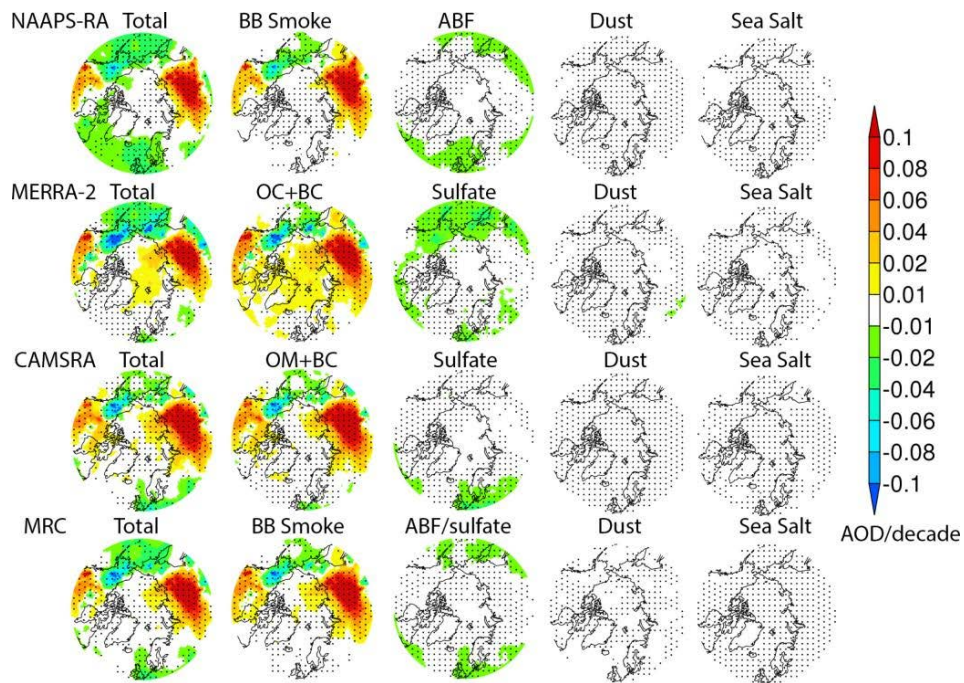 NAAPS-RA Total BB Smoke ABF Dust Sea Salt
MERRA-2 Total OC+BC Sulfate Dust Sea Salt
CAMSRA Total OM+BC Sulfate Dust Sea Salt
MRC Total BB Smoke ABF/sulfate Dust Sea Salt
0.1
0.08
0.06
0.04
0.02
0.01
-0.01
-0.02
-0.04
-0.06
-0.08
-0.1
AOD/decade